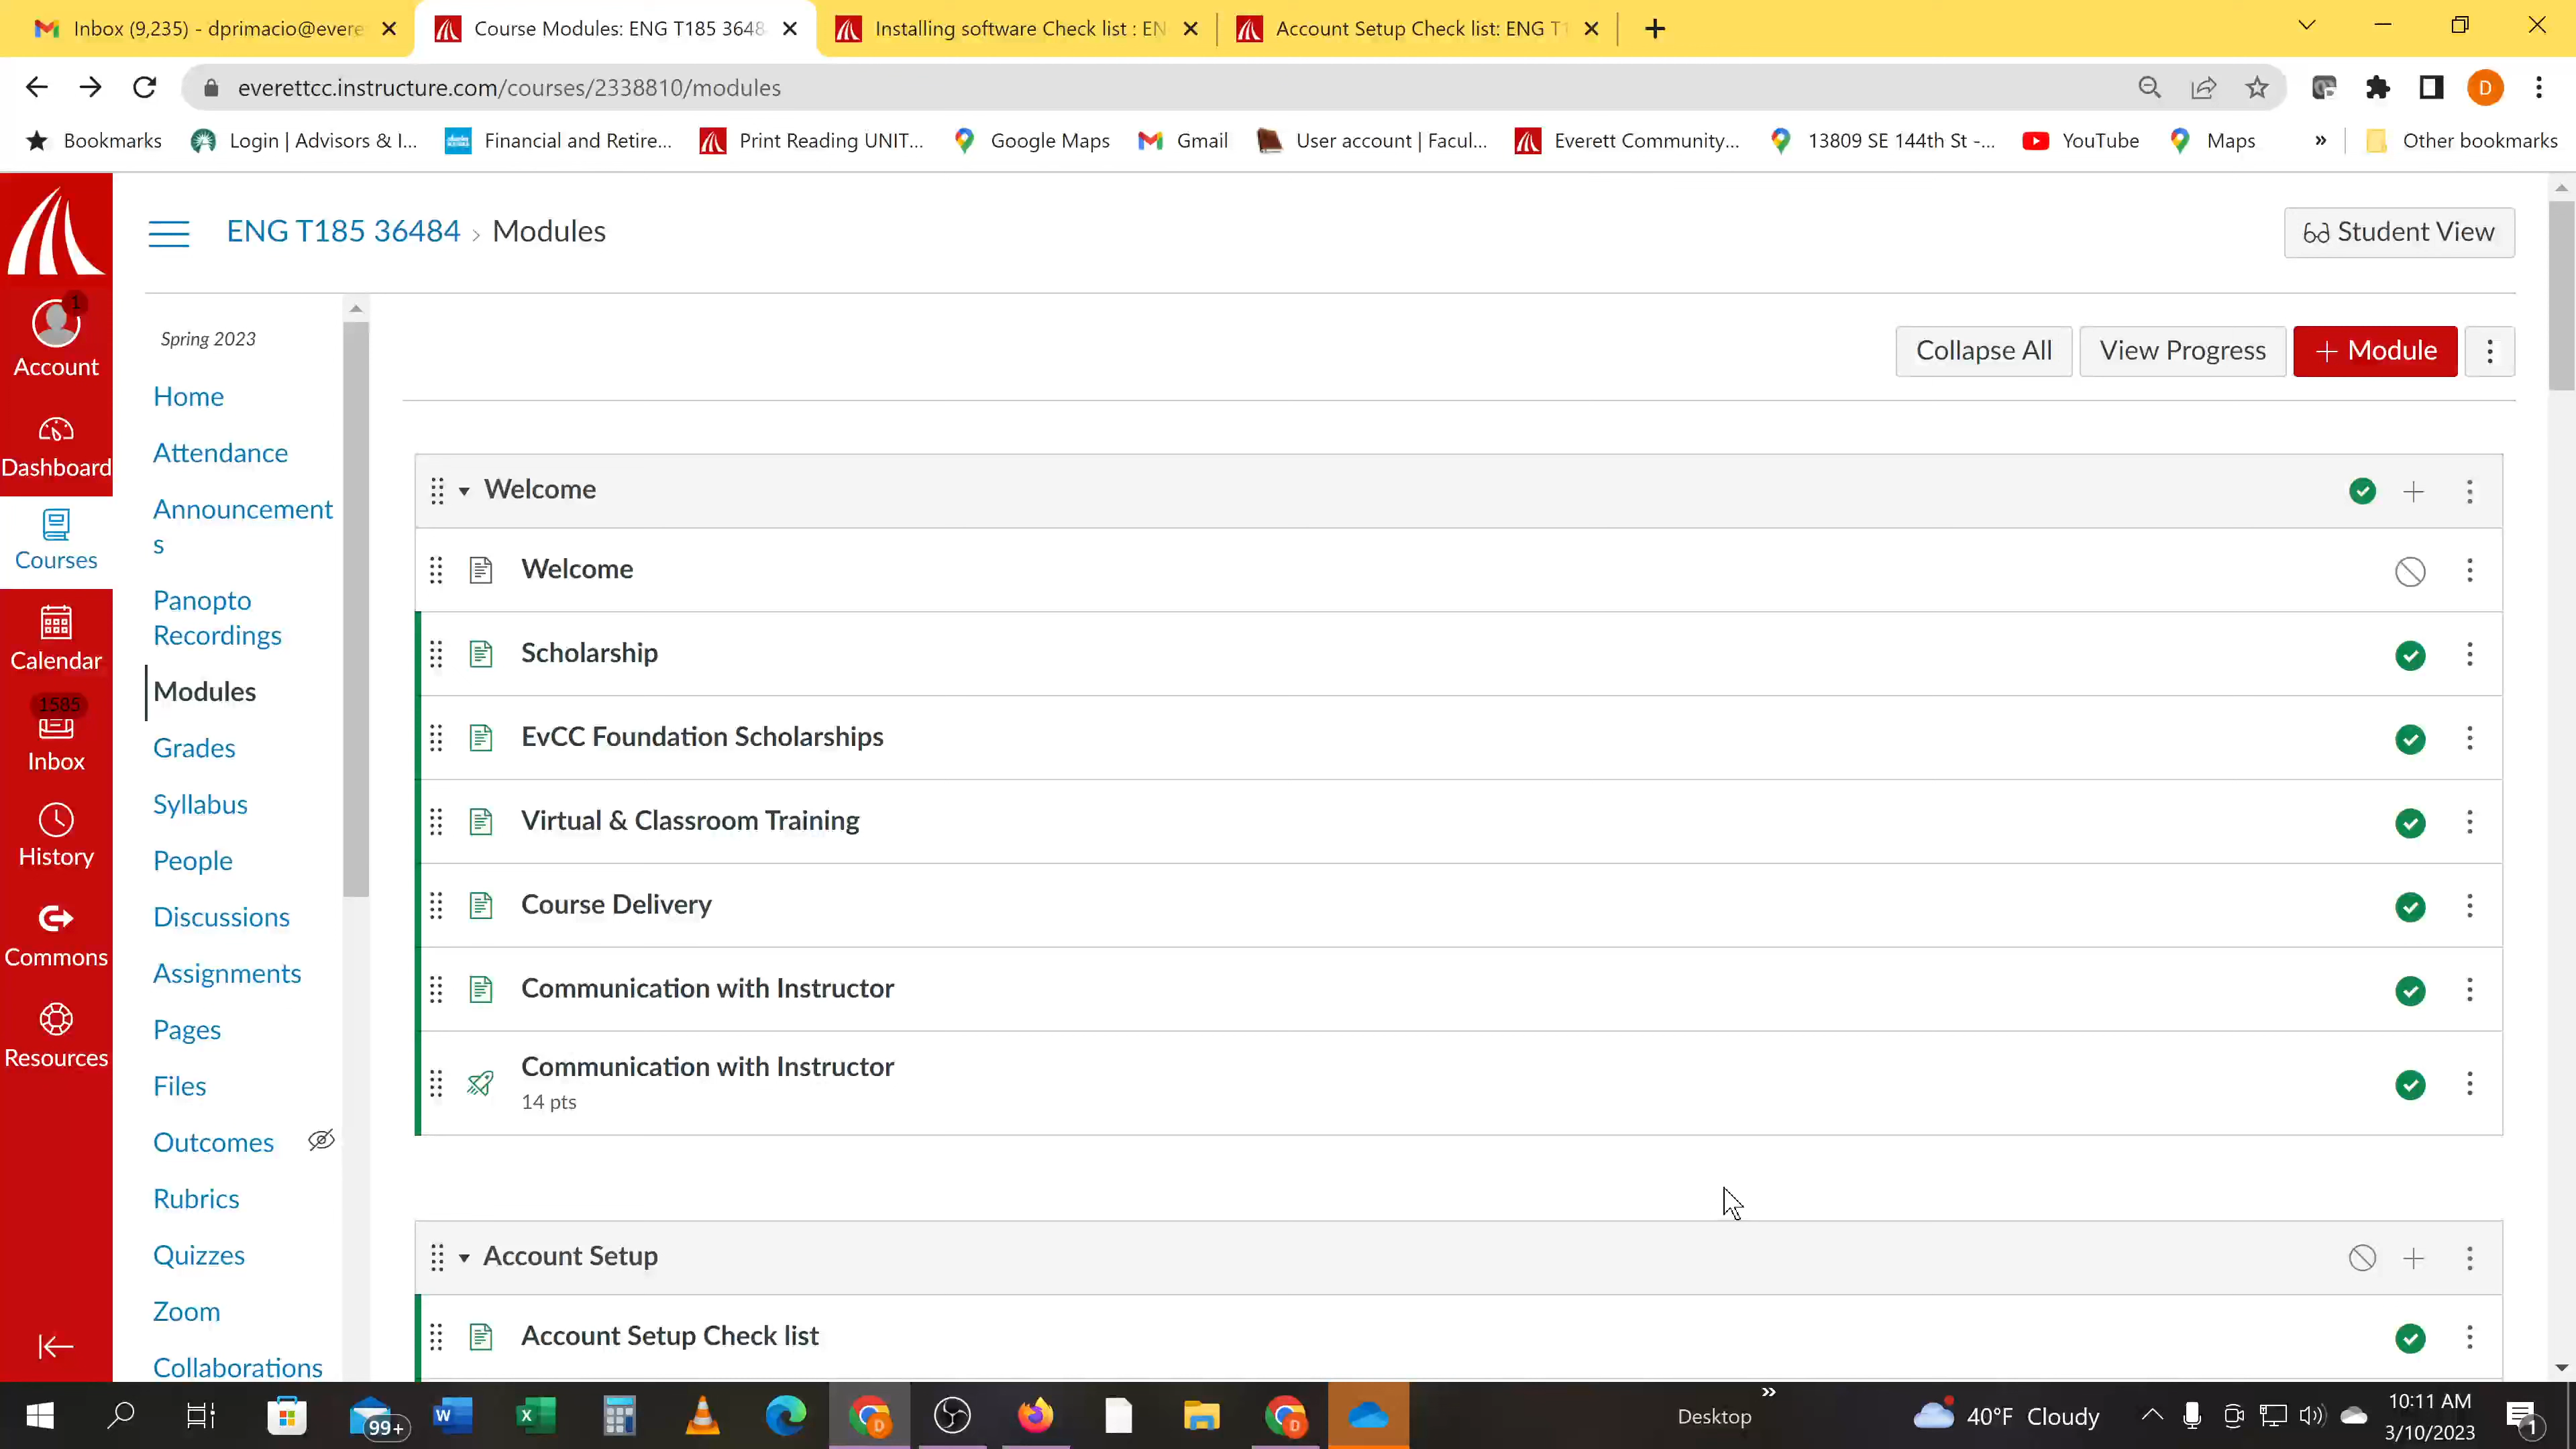 Inbox (9,235) - dprimacio@evere
Course Modules: ENG T185 3648
Installing software Check list : EN
Account Setup Check list: ENG T1
everettcc.instructure.com/courses/2338810/modules
D
Bookmarks
Login | Advisors & I...
Financial and Retire...
Print Reading UNIT...
Google Maps
Gmail
User account | Facul...
Everett Community...
13809 SE 144th St -...
YouTube
Maps
»
Other bookmarks
ENG T185 36484 › Modules
Student View
1
Account
Dashboard
Courses
Calendar
1585
Inbox
History
Commons
Resources
Spring 2023
Home
Attendance
Announcement
s
Panopto
Recordings
Modules
Grades
Syllabus
People
Discussions
Assignments
Pages
Files
Outcomes
Rubrics
Quizzes
Zoom
Collaborations
Collapse All
View Progress
+ Module
Welcome
Welcome
Scholarship
EvCC Foundation Scholarships
Virtual & Classroom Training
Course Delivery
Communication with Instructor
Communication with Instructor
14 pts
Account Setup
Account Setup Check list
99+
Desktop
»
40°F Cloudy
10:11 AM
3/10/2023
1